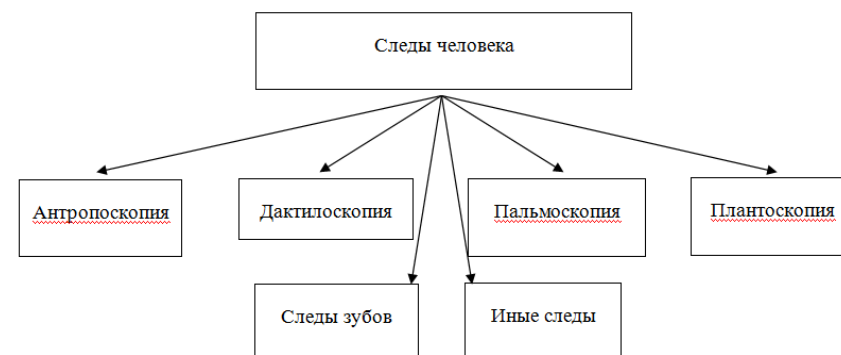 Следы человека
Антропоскопия
Дактилоскопия
Пальмоскопия
Плантоскопия
Следы зубов
Иные следы